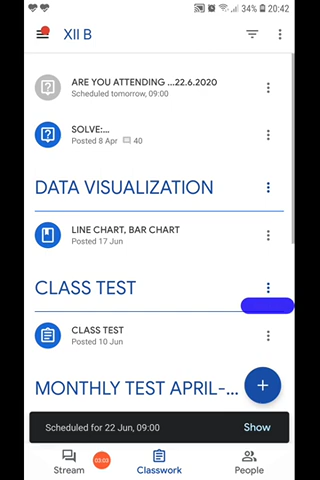 34% 20:42
XII B
ARE YOU ATTENDING ...22.6.2020
Scheduled tomorrow, 09:00
SOLVE:...
Posted 8 Apr 40
DATA VISUALIZATION
LINE CHART, BAR CHART
Posted 17 Jun
CLASS TEST
CLASS TEST
Posted 10 Jun
MONTHLY TEST APRIL-...
Scheduled for 22 Jun, 09:00 Show
Stream 03:03 Classwork People